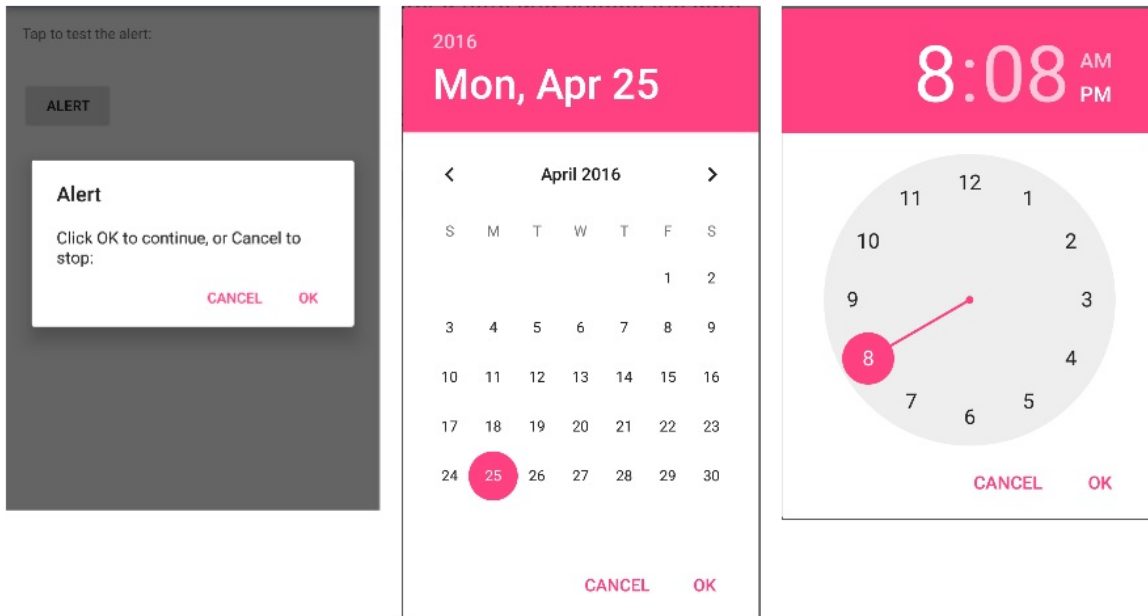 Tap to test the alert:
ALERT
Alert
Click OK to continue, or Cancel to
stop:
CANCEL OK
2016
Mon, Apr 25
April 2016
S M T W T F S
1 2
3 4 5 6 7 8 9
10 11 12 13 14 15 16
17 18 19 20 21 22 23
24 25 26 27 28 29 30
CANCEL OK
8:08 AM
PM
12
11 1
10 2
9 3
8 4
7 5
6
CANCEL OK